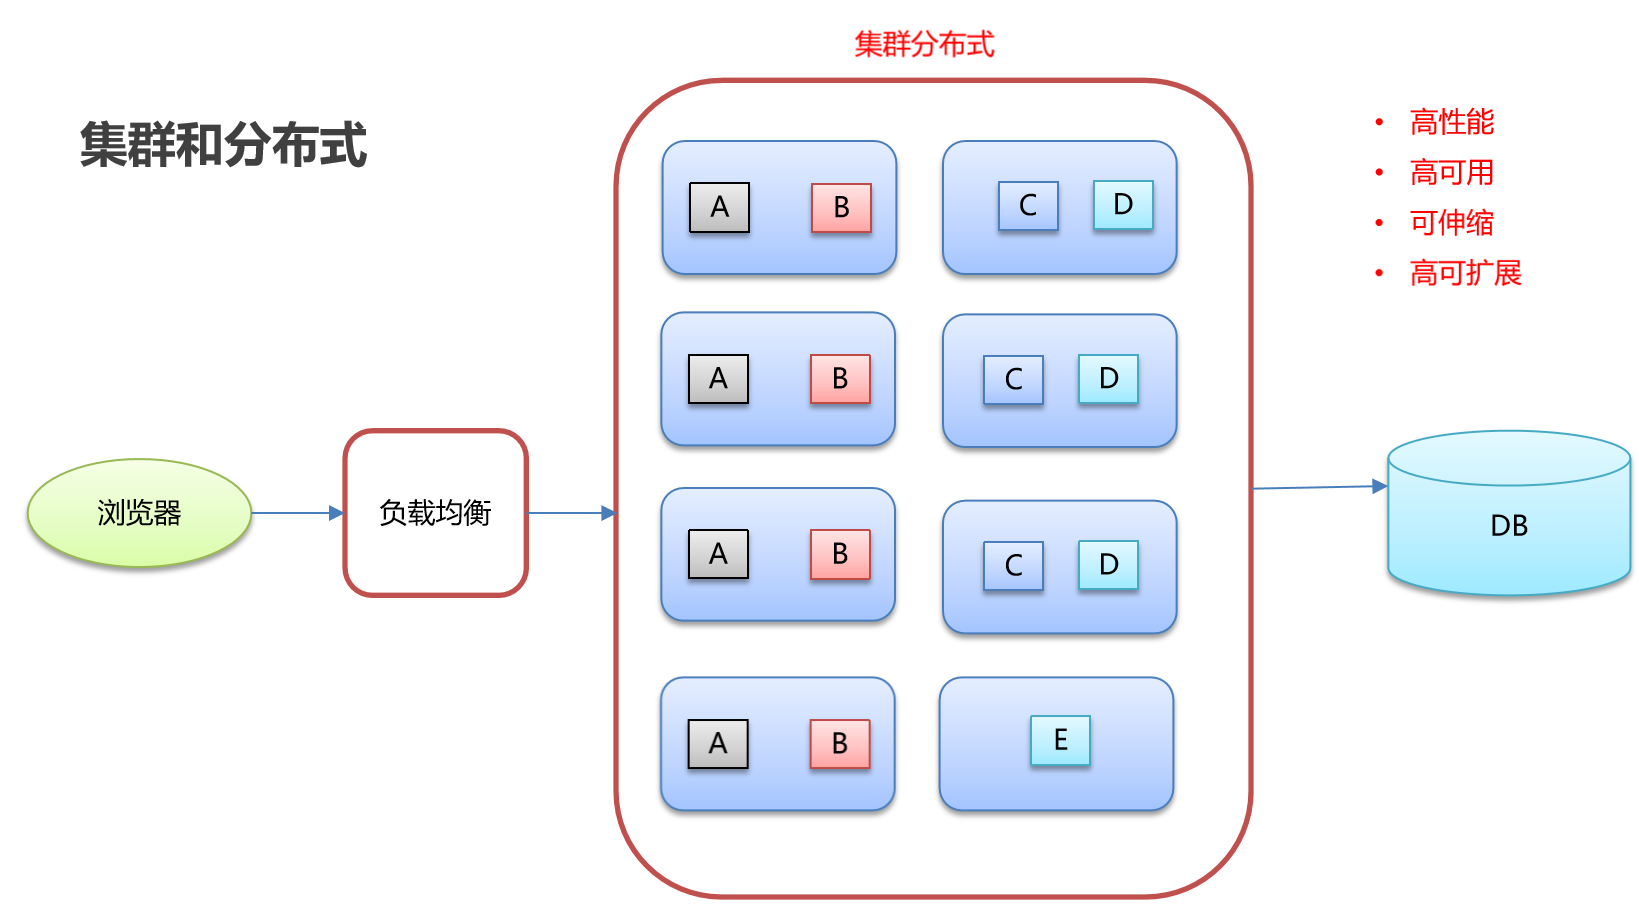 集群分布式
集群和分布式
• 高性能
• 高可用
• 可伸缩
• 高可扩展
A B C D
A B C D
浏览器
负载均衡
DB
A B C D
A B E